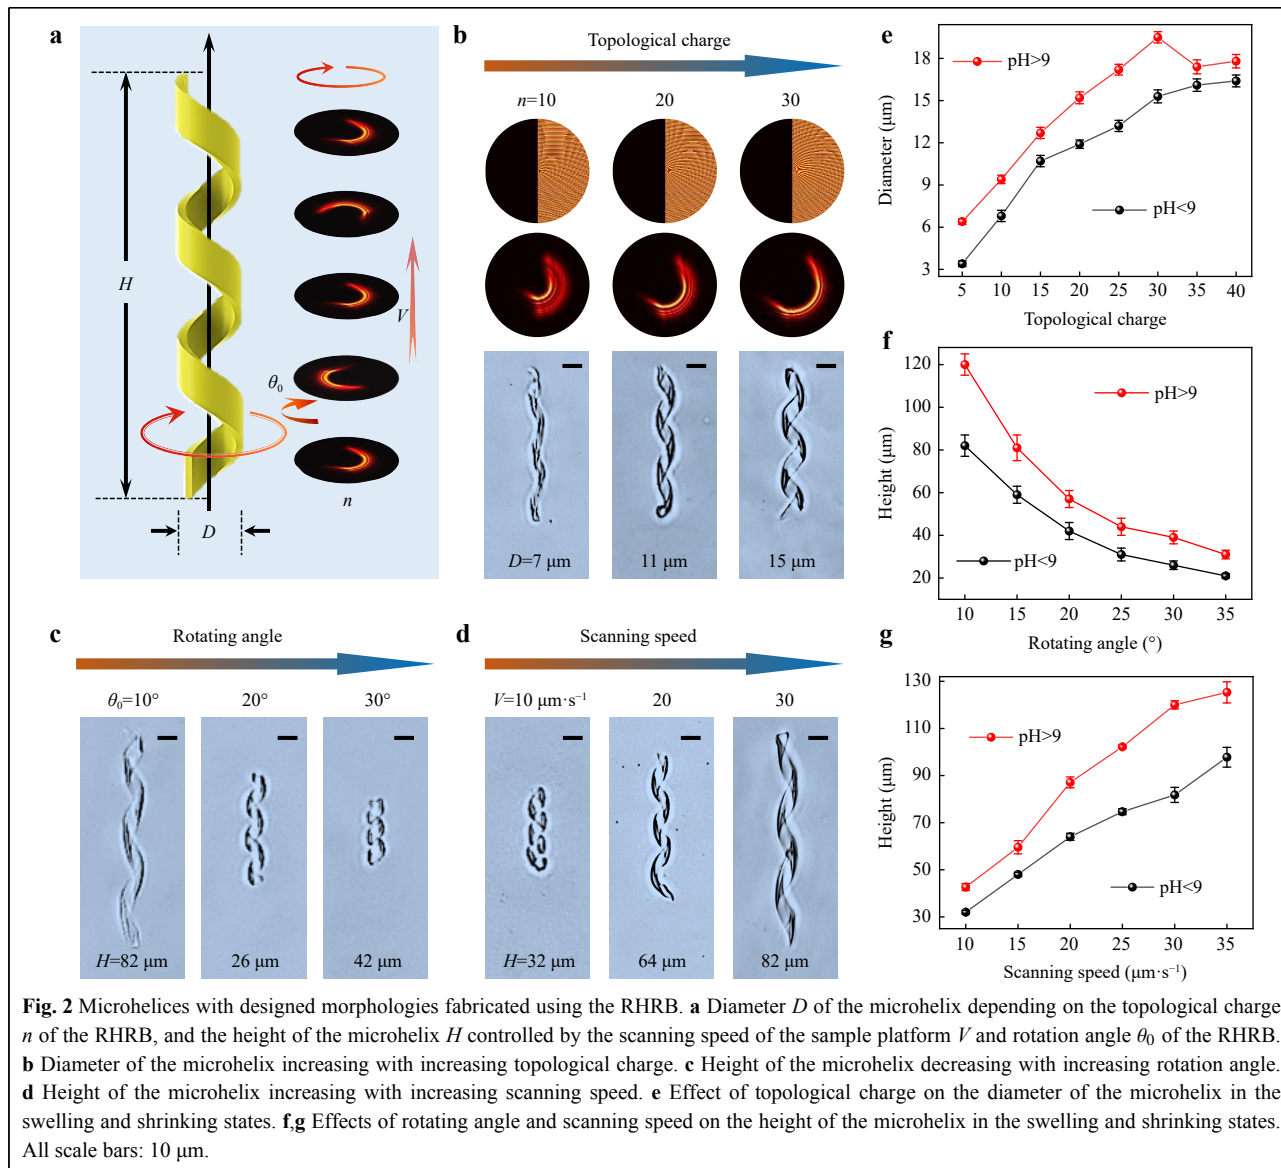 a
H
D
V
θ0
n
b
Topological charge
n=10 20 30
D=7 μm 11 μm 15 μm
c
Rotating angle
θ0=10° 20° 30°
H=82 μm 26 μm 42 μm
d
Scanning speed
V=10 μm·s−1 20 30
H=32 μm 64 μm 82 μm
e
Diameter (μm)
18
15
12
9
6
3
pH>9
pH<9
5 10 15 20 25 30 35 40
Topological charge
f
Height (μm)
120
100
80
60
40
20
pH>9
pH<9
10 15 20 25 30 35
Rotating angle (°)
g
Height (μm)
130
110
90
70
50
30
pH>9
pH<9
10 15 20 25 30 35
Scanning speed (μm·s−1)
Fig. 2 Microhelices with designed morphologies fabricated using the RHRB. a Diameter D of the microhelix depending on the topological charge
n of the RHRB, and the height of the microhelix H controlled by the scanning speed of the sample platform V and rotation angle θ0 of the RHRB.
b Diameter of the microhelix increasing with increasing topological charge. c Height of the microhelix decreasing with increasing rotation angle.
d Height of the microhelix increasing with increasing scanning speed. e Effect of topological charge on the diameter of the microhelix in the
swelling and shrinking states. f,g Effects of rotating angle and scanning speed on the height of the microhelix in the swelling and shrinking states.
All scale bars: 10 μm.